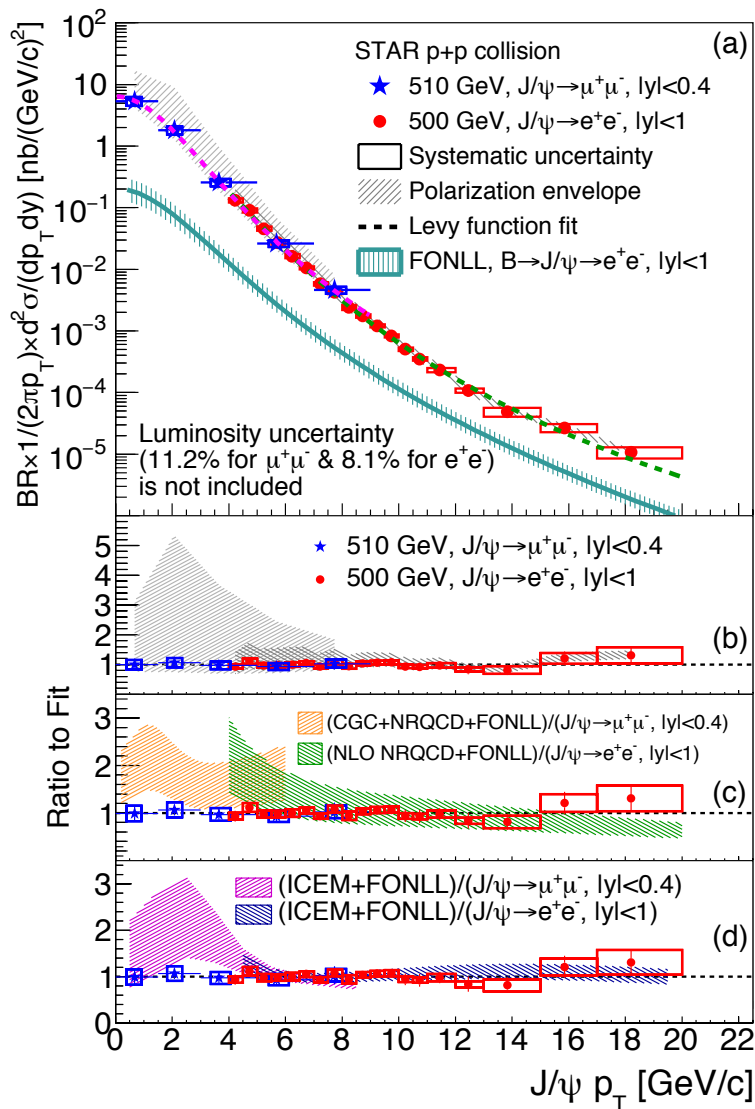 (a)
STAR p+p collision
510 GeV, J/ψ→μ⁺μ⁻, |y|<0.4
500 GeV, J/ψ→e⁺e⁻, |y|<1
Systematic uncertainty
Polarization envelope
Levy function fit
FONLL, B→J/ψ→e⁺e⁻, |y|<1
BR×1/(2πp_T)×d²σ/(dp_Tdy) [nb/(GeV/c)²]
10²
10
1
10⁻¹
10⁻²
10⁻³
10⁻⁴
10⁻⁵
Luminosity uncertainty
(11.2% for μ⁺μ⁻ & 8.1% for e⁺e⁻)
is not included
510 GeV, J/ψ→μ⁺μ⁻, |y|<0.4
500 GeV, J/ψ→e⁺e⁻, |y|<1
(b)
5
4
3
2
1
Ratio to Fit
(CGC+NRQCD+FONLL)/(J/ψ→μ⁺μ⁻, |y|<0.4)
(NLO NRQCD+FONLL)/(J/ψ→e⁺e⁻, |y|<1)
(c)
3
2
1
(ICEM+FONLL)/(J/ψ→μ⁺μ⁻, |y|<0.4)
(ICEM+FONLL)/(J/ψ→e⁺e⁻, |y|<1)
(d)
3
2
1
0
0 2 4 6 8 10 12 14 16 18 20 22
J/ψ p_T [GeV/c]